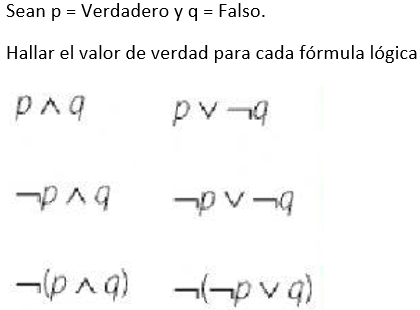 Sean p = Verdadero y q = Falso.
Hallar el valor de verdad para cada fórmula lógica
p ∧ q    p ∨ ¬q
¬p ∧ q    ¬p ∨ ¬q
¬(p ∧ q)    ¬(¬p ∨ q)